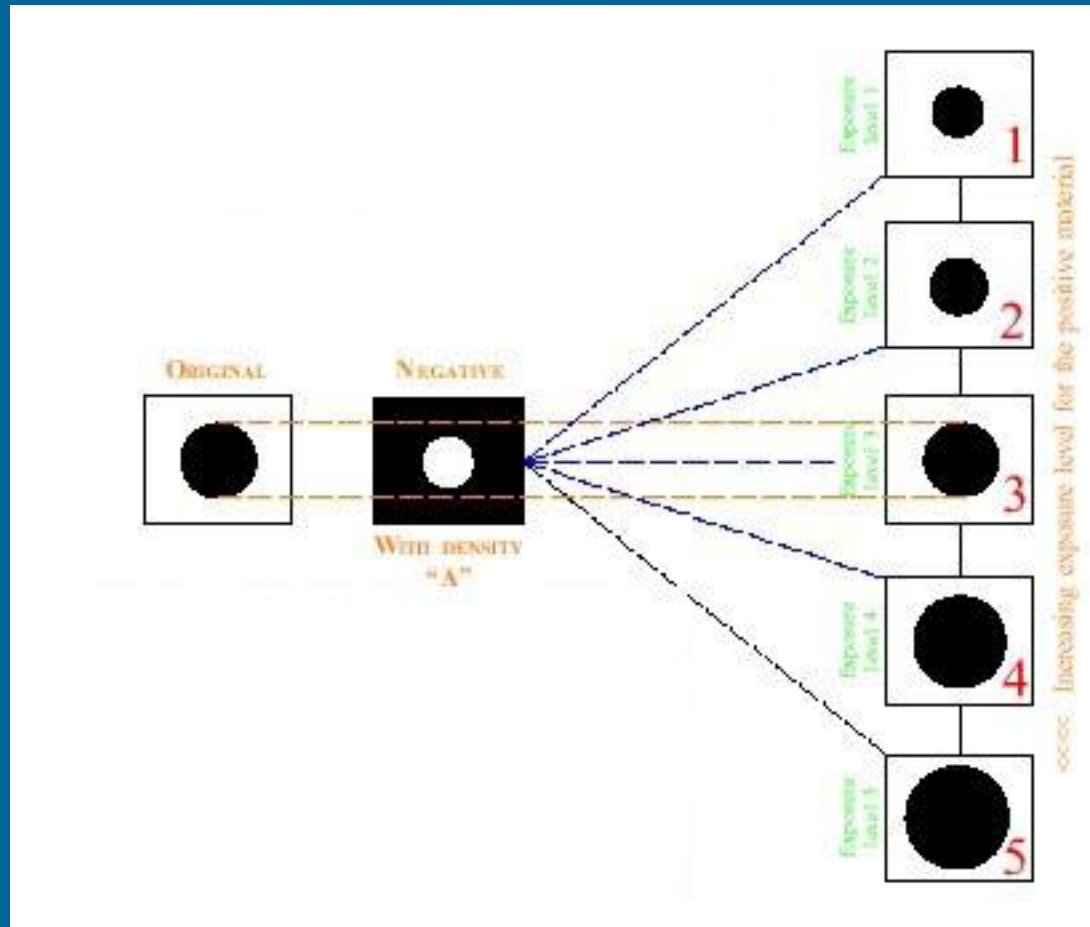 ORIGINAL
NEGATIVE
WITH DENSITY
“A”
Exposure
level 1
1
Exposure
level 2
2
Exposure
level 3
3
Exposure
level 4
4
Exposure
level 5
5
<<<< Increasing exposure level for the positive material